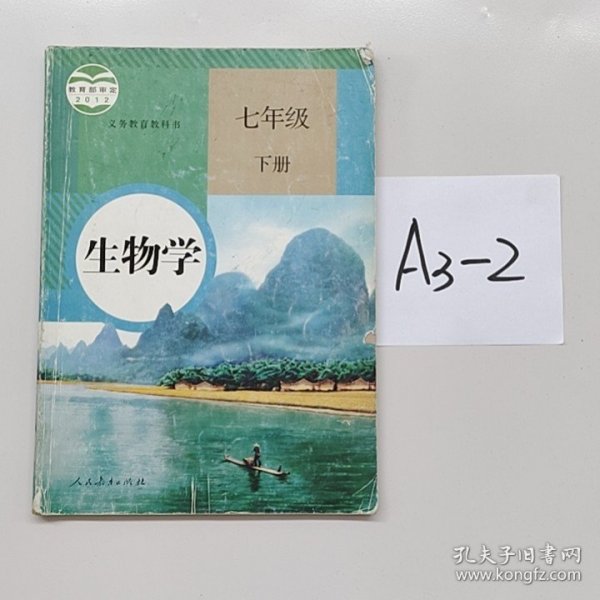 教育部审定
2012
义务教育教科书
七年级
下册
生物学
人民教育出版社
A3-2
孔夫子旧书网
www.kongfz.com